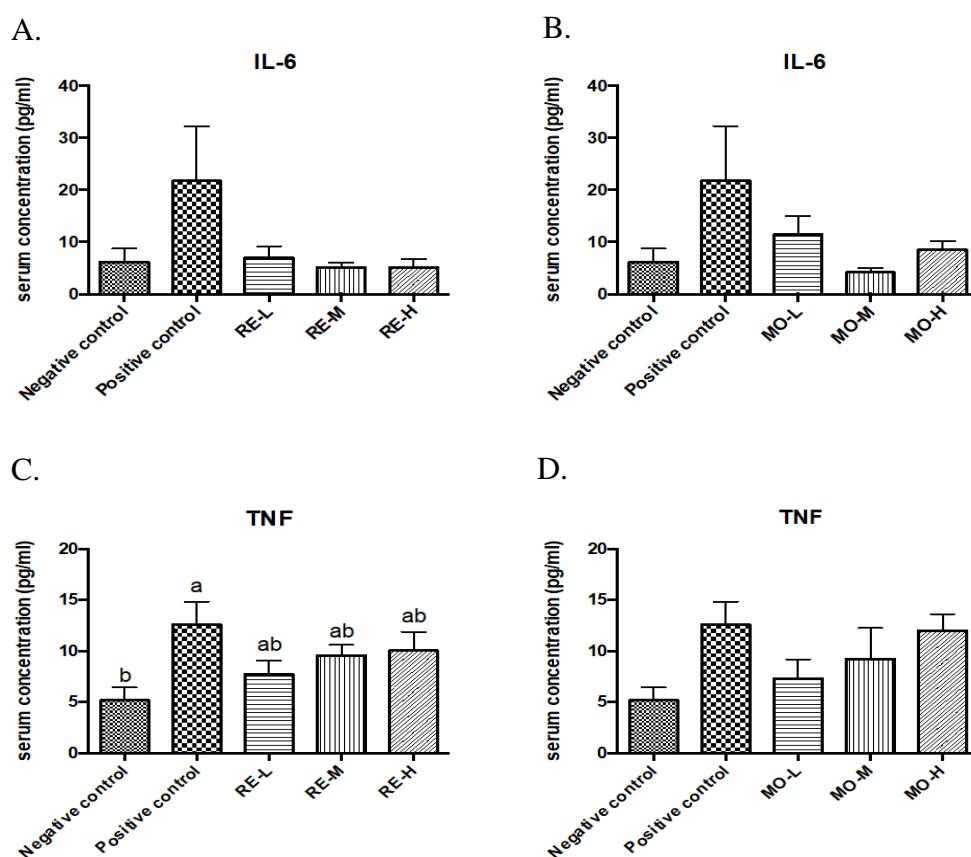 A.
IL-6
serum concentration (pg/ml)
40
30
20
10
0
Negative control
Positive control
RE-L
RE-M
RE-H
B.
IL-6
serum concentration (pg/ml)
40
30
20
10
0
Negative control
Positive control
MO-L
MO-M
MO-H
C.
TNF
serum concentration (pg/ml)
20
15
10
5
0
b
a
ab
ab
ab
Negative control
Positive control
RE-L
RE-M
RE-H
D.
TNF
serum concentration (pg/ml)
20
15
10
5
0
Negative control
Positive control
MO-L
MO-M
MO-H